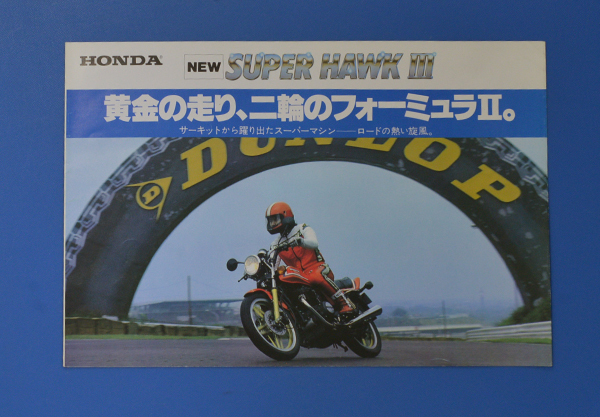 HONDA
NEW SUPER HAWK III
黄金の走り、二輪のフォーミュラII。
サーキットから躍り出たスーパーマシン——ロードの熱い旋風。
DUNLOP